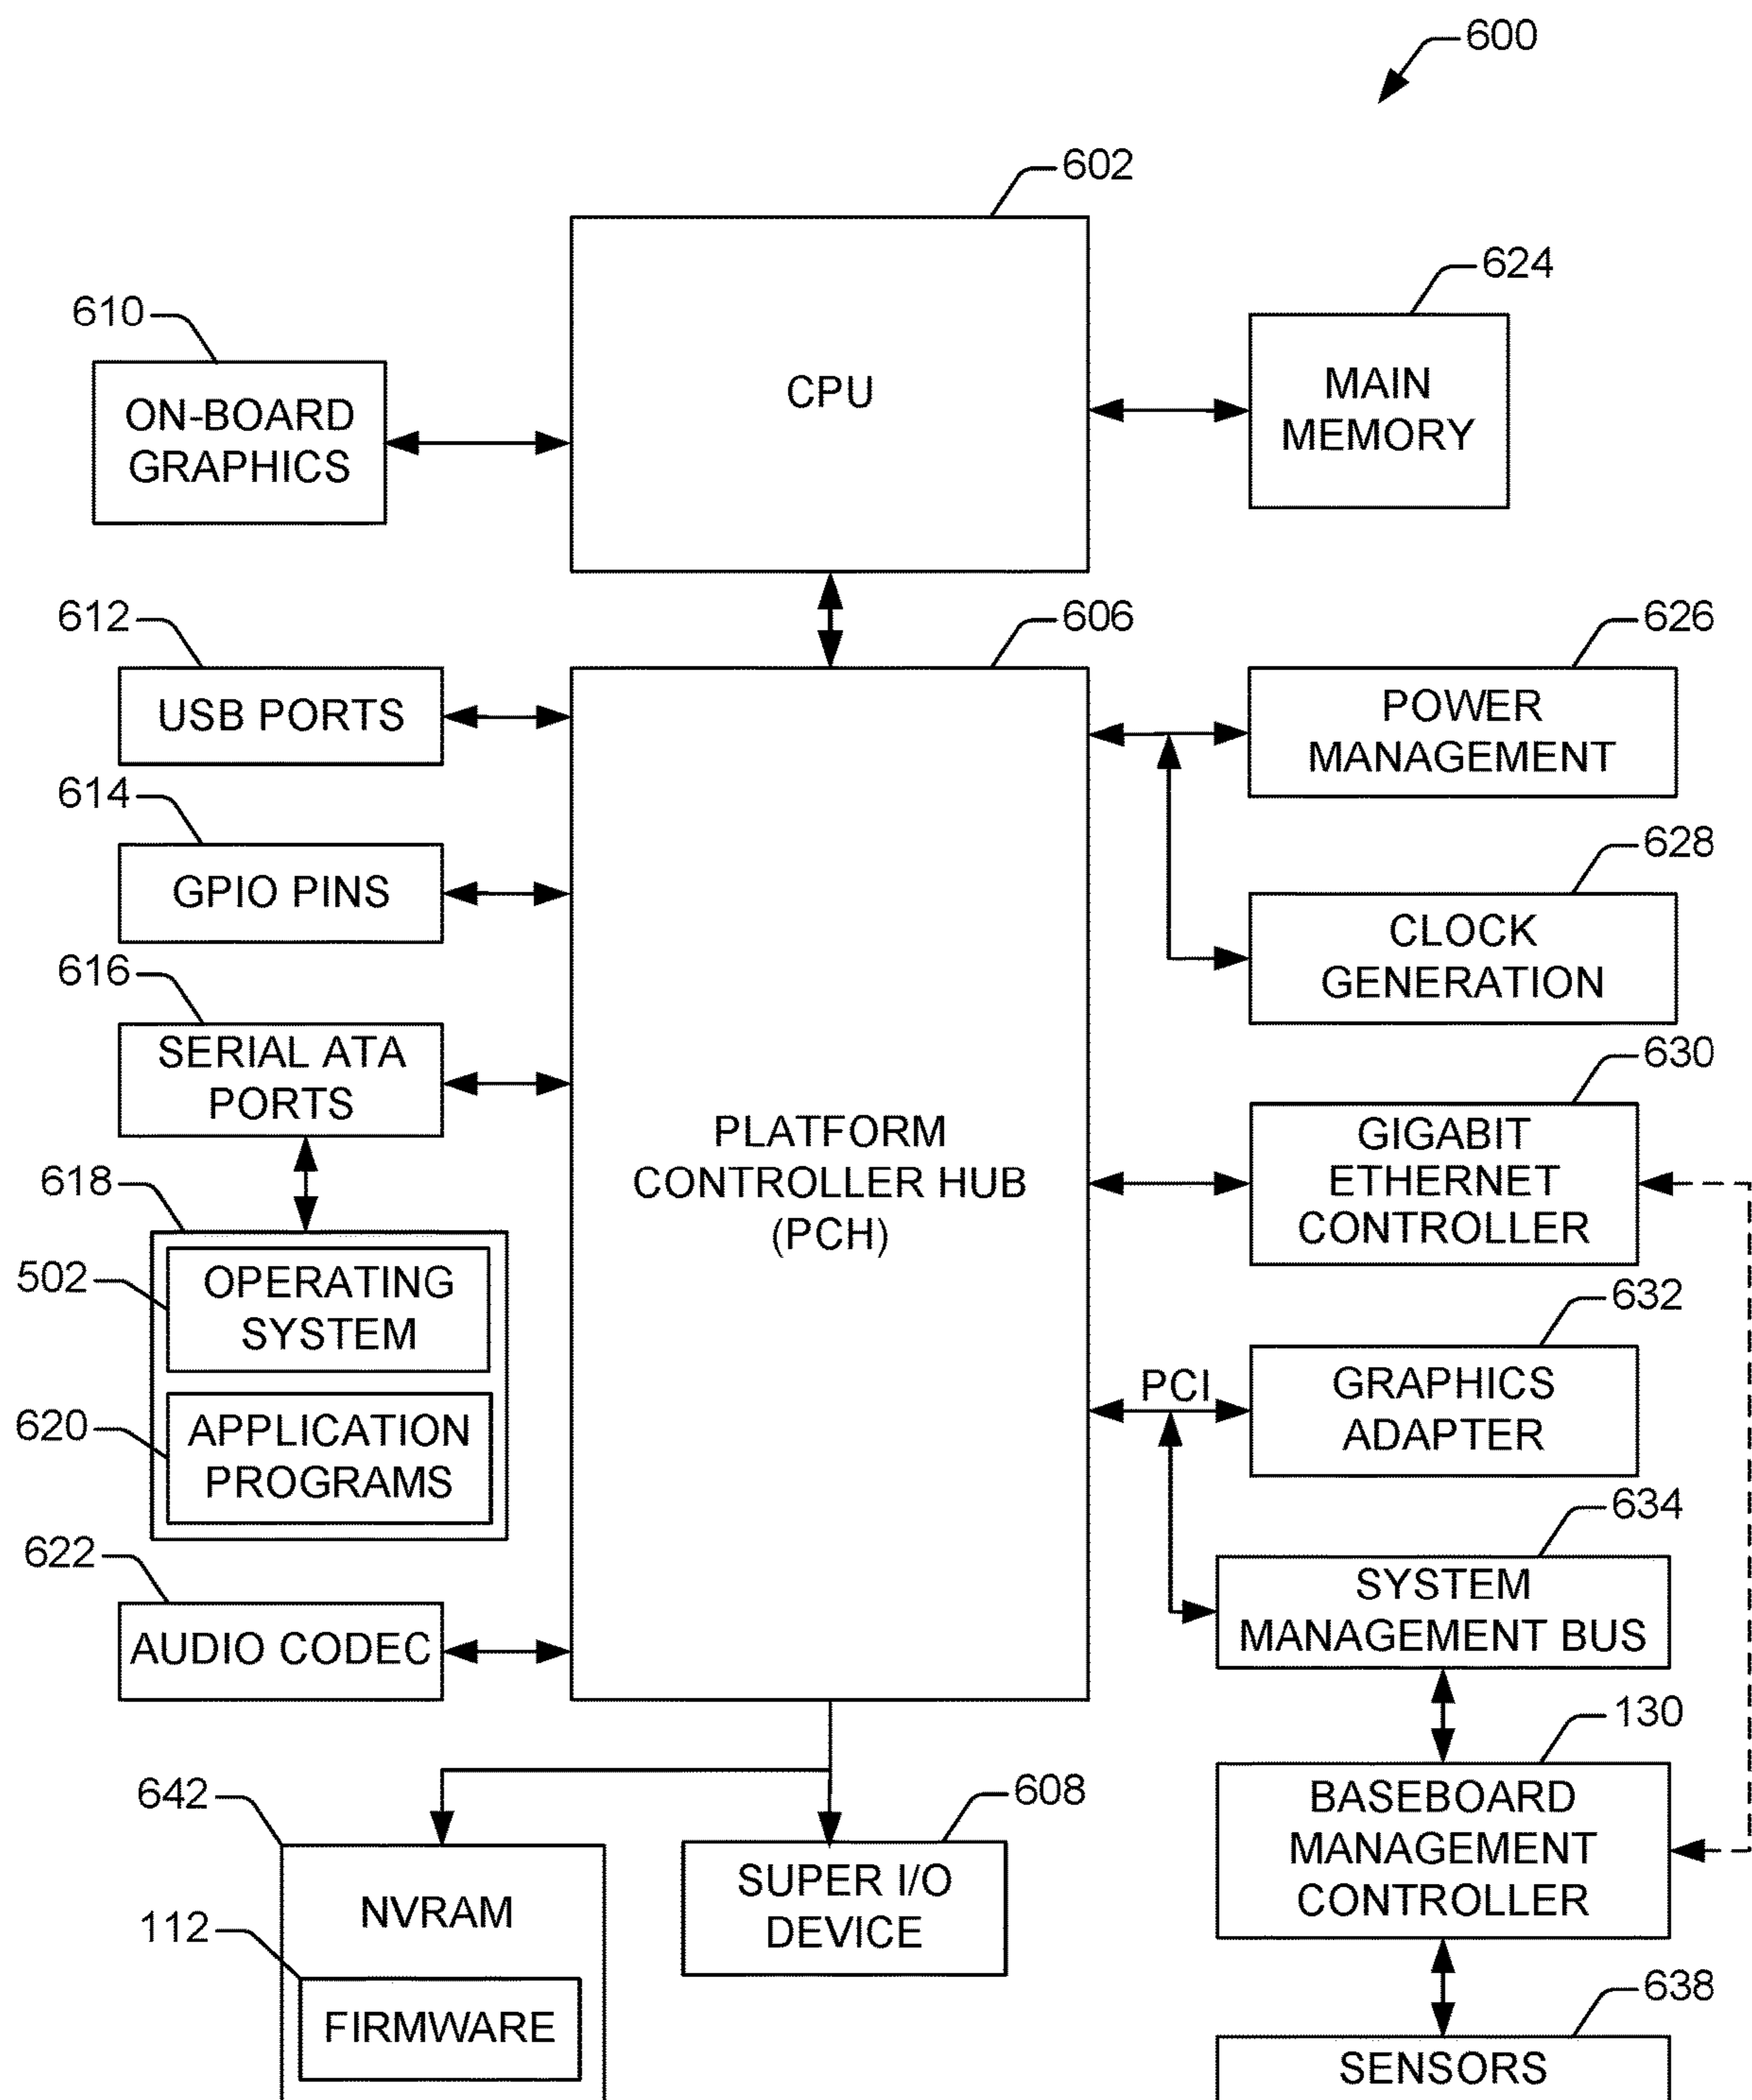 600
602
CPU
624
MAIN
MEMORY
610
ON-BOARD
GRAPHICS
612
USB PORTS
606
626
POWER
MANAGEMENT
614
GPIO PINS
628
CLOCK
GENERATION
616
SERIAL ATA
PORTS
PLATFORM
CONTROLLER HUB
(PCH)
630
GIGABIT
ETHERNET
CONTROLLER
618
502
OPERATING
SYSTEM
620
APPLICATION
PROGRAMS
PCI
632
GRAPHICS
ADAPTER
622
AUDIO CODEC
634
SYSTEM
MANAGEMENT BUS
130
BASEBOARD
MANAGEMENT
CONTROLLER
642
NVRAM
112
FIRMWARE
608
SUPER I/O
DEVICE
638
SENSORS